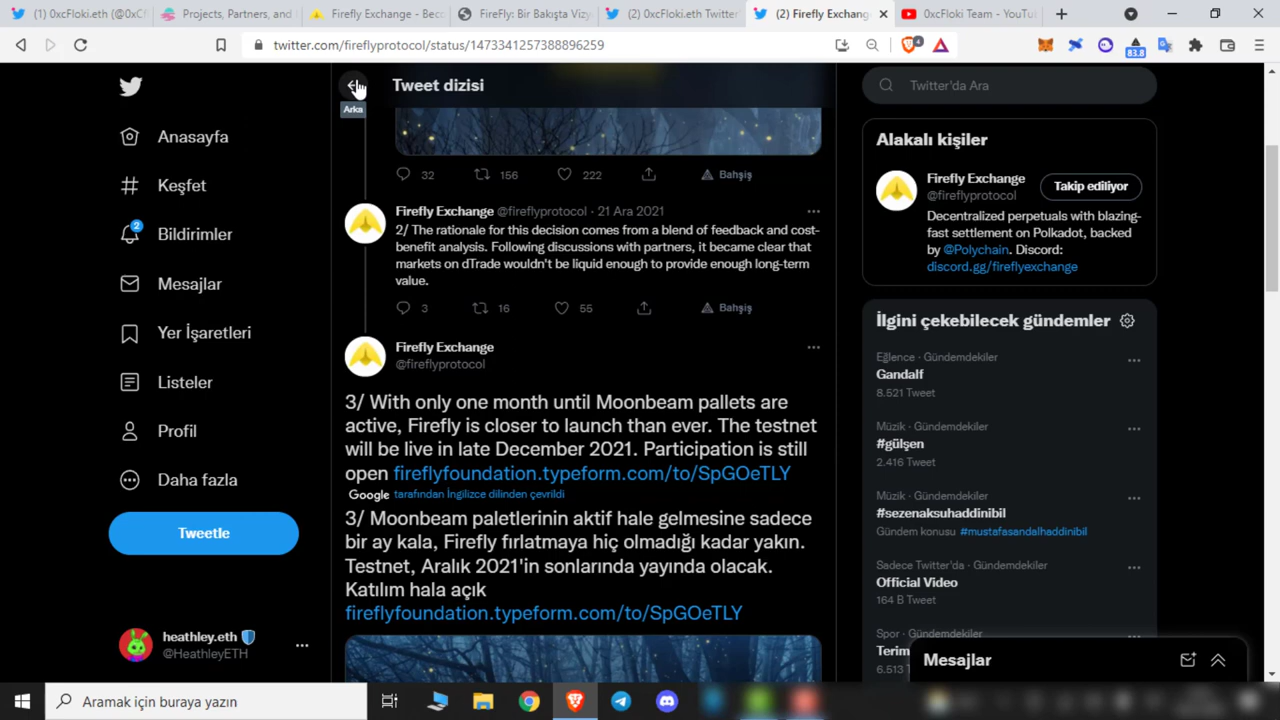 (1) 0xcFloki.eth (@0xCf
Projects, Partners, and
Firefly Exchange - Beco
FireFly: Bir Bakışta Vizy
(2) 0xcFloki.eth Twitter
(2) Firefly Exchang
0xcFloki Team - YouTu
twitter.com/fireflyprotocol/status/1473341257388896259
4
83.8
Tweet dizisi
Arka
Anasayfa
Keşfet
2
Bildirimler
Mesajlar
Yer İşaretleri
Listeler
Profil
Daha fazla
Tweetle
heathley.eth
@HeathleyETH
32
156
222
Bahşiş
Firefly Exchange @fireflyprotocol · 21 Ara 2021
2/ The rationale for this decision comes from a blend of feedback and cost-
benefit analysis. Following discussions with partners, it became clear that
markets on dTrade wouldn't be liquid enough to provide enough long-term
value.
3
16
55
Bahşiş
Firefly Exchange
@fireflyprotocol
3/ With only one month until Moonbeam pallets are
active, Firefly is closer to launch than ever. The testnet
will be live in late December 2021. Participation is still
open fireflyfoundation.typeform.com/to/SpGOeTLY
Google tarafından İngilizce dilinden çevrildi
3/ Moonbeam paletlerinin aktif hale gelmesine sadece
bir ay kala, Firefly fırlatmaya hiç olmadığı kadar yakın.
Testnet, Aralık 2021'in sonlarında yayında olacak.
Katılım hala açık
fireflyfoundation.typeform.com/to/SpGOeTLY
Twitter'da Ara
Alakalı kişiler
Firefly Exchange
@fireflyprotocol
Takip ediliyor
Decentralized perpetuals with blazing-
fast settlement on Polkadot, backed
by @Polychain. Discord:
discord.gg/fireflyexchange
İlgini çekebilecek gündemler
Eğlence · Gündemdekiler
Gandalf
8.521 Tweet
Müzik · Gündemdekiler
#gülşen
2.416 Tweet
Müzik · Gündemdekiler
#sezenaksuhaddinibil
Gündem konusu #mustafasandalhaddinibil
Sadece Twitter'da · Gündemdekiler
Official Video
164 B Tweet
Spor · Gündemdekiler
Terim
6.513
Mesajlar
Aramak için buraya yazın